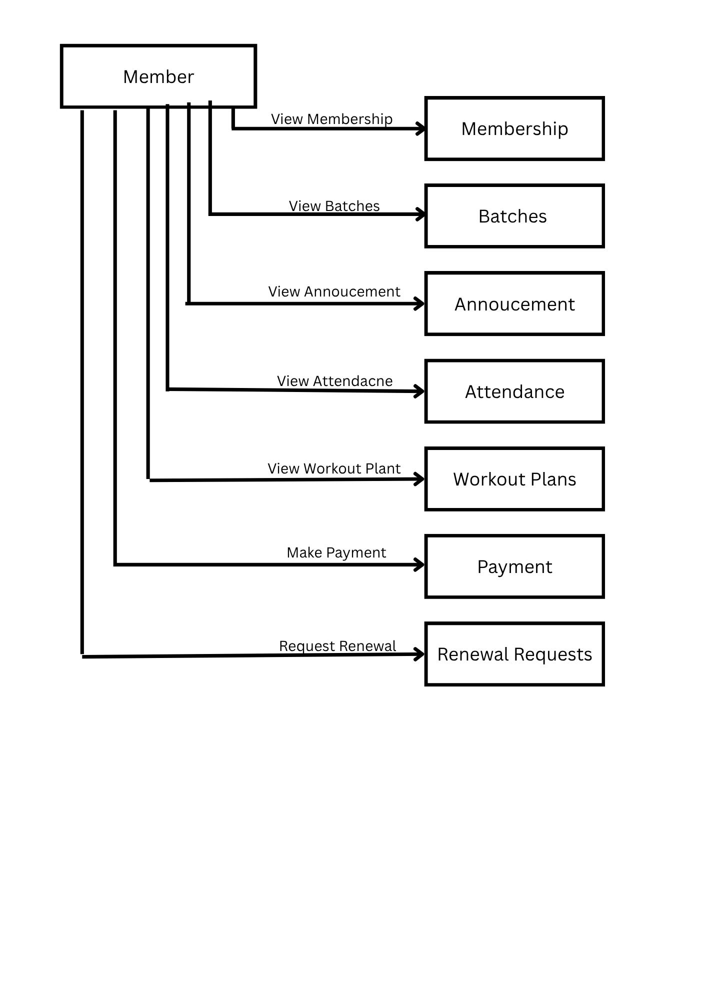 Member
View Membership
Membership
View Batches
Batches
View Annoucement
Annoucement
View Attendacne
Attendance
View Workout Plant
Workout Plans
Make Payment
Payment
Request Renewal
Renewal Requests